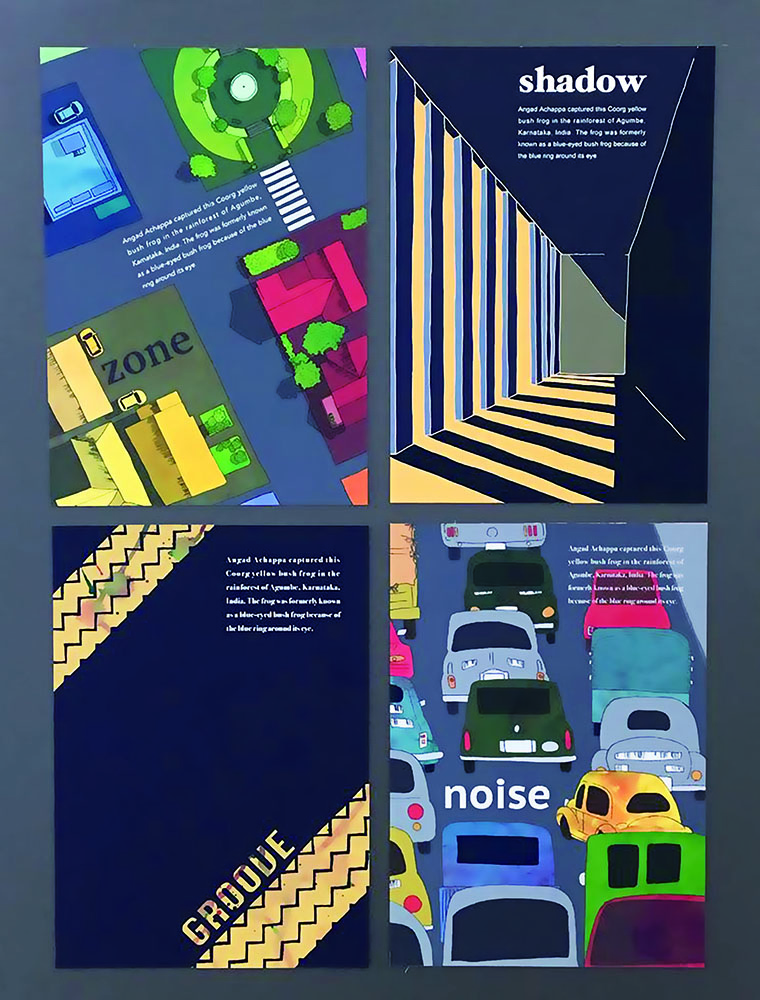 Angad Achappa captured this Coorg yellow
bush frog in the rainforest of Agumbe,
Karnataka, India. The frog was formerly known
as a blue-eyed bush frog because of the blue
ring around its eye
zone
shadow
Angad Achappa captured this Coorg yellow
bush frog in the rainforest of Agumbe,
Karnataka, India. The frog was formerly
known as a blue-eyed bush frog because of
the blue ring around its eye
Angad Achappa captured this
Coorg yellow bush frog in the
rainforest of Agumbe, Karnataka,
India. The frog was formerly known
as a blue-eyed bush frog because of
the blue ring around its eye.
GROOVE
Angad Achappa captured this Coorg
yellow bush frog in the rainforest of
Agumbe, Karnataka, India. The frog was
formerly known as a blue-eyed bush frog
because of the blue ring around its eye.
noise